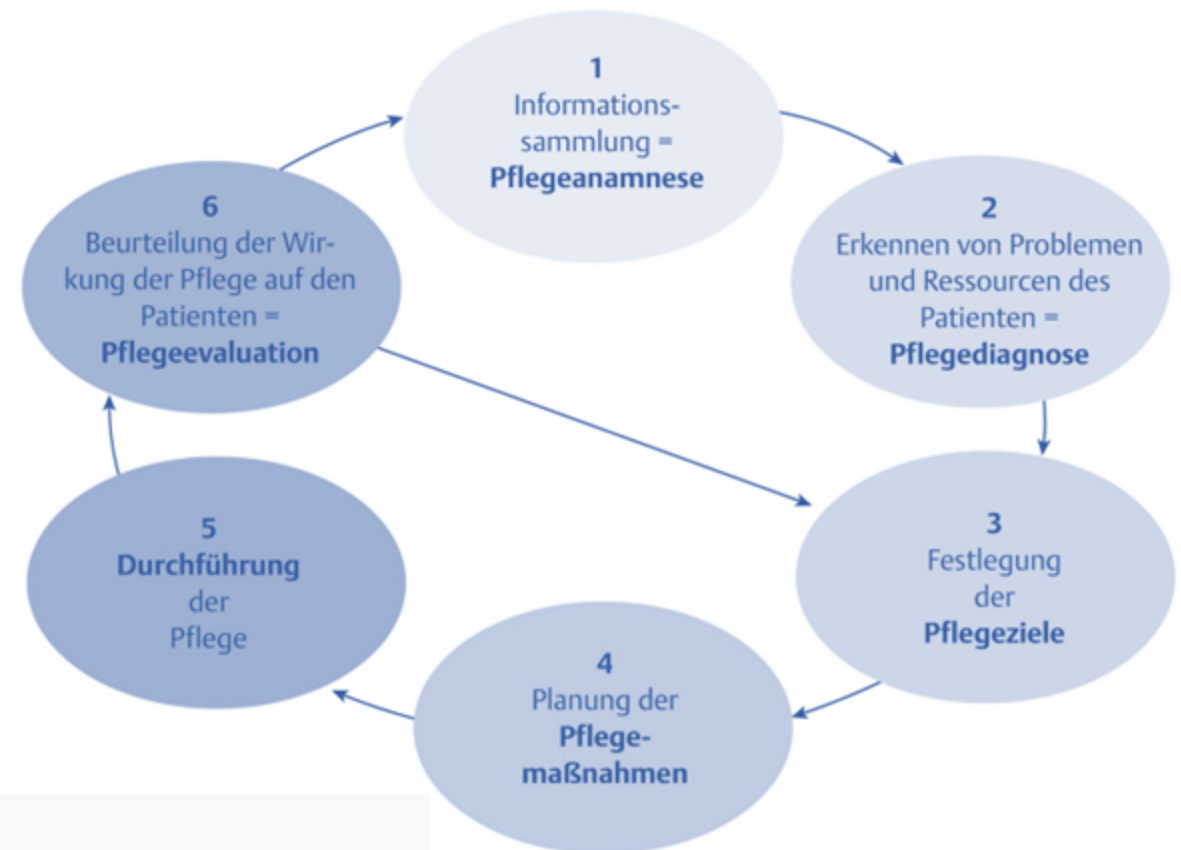 1
Informations-
sammlung =
Pflegeanamnese
2
Erkennen von Problemen
und Ressourcen des
Patienten =
Pflegediagnose
3
Festlegung
der
Pflegeziele
4
Planung der
Pflege-
maßnahmen
5
Durchführung
der
Pflege
6
Beurteilung der Wir-
kung der Pflege auf den
Patienten =
Pflegeevaluation